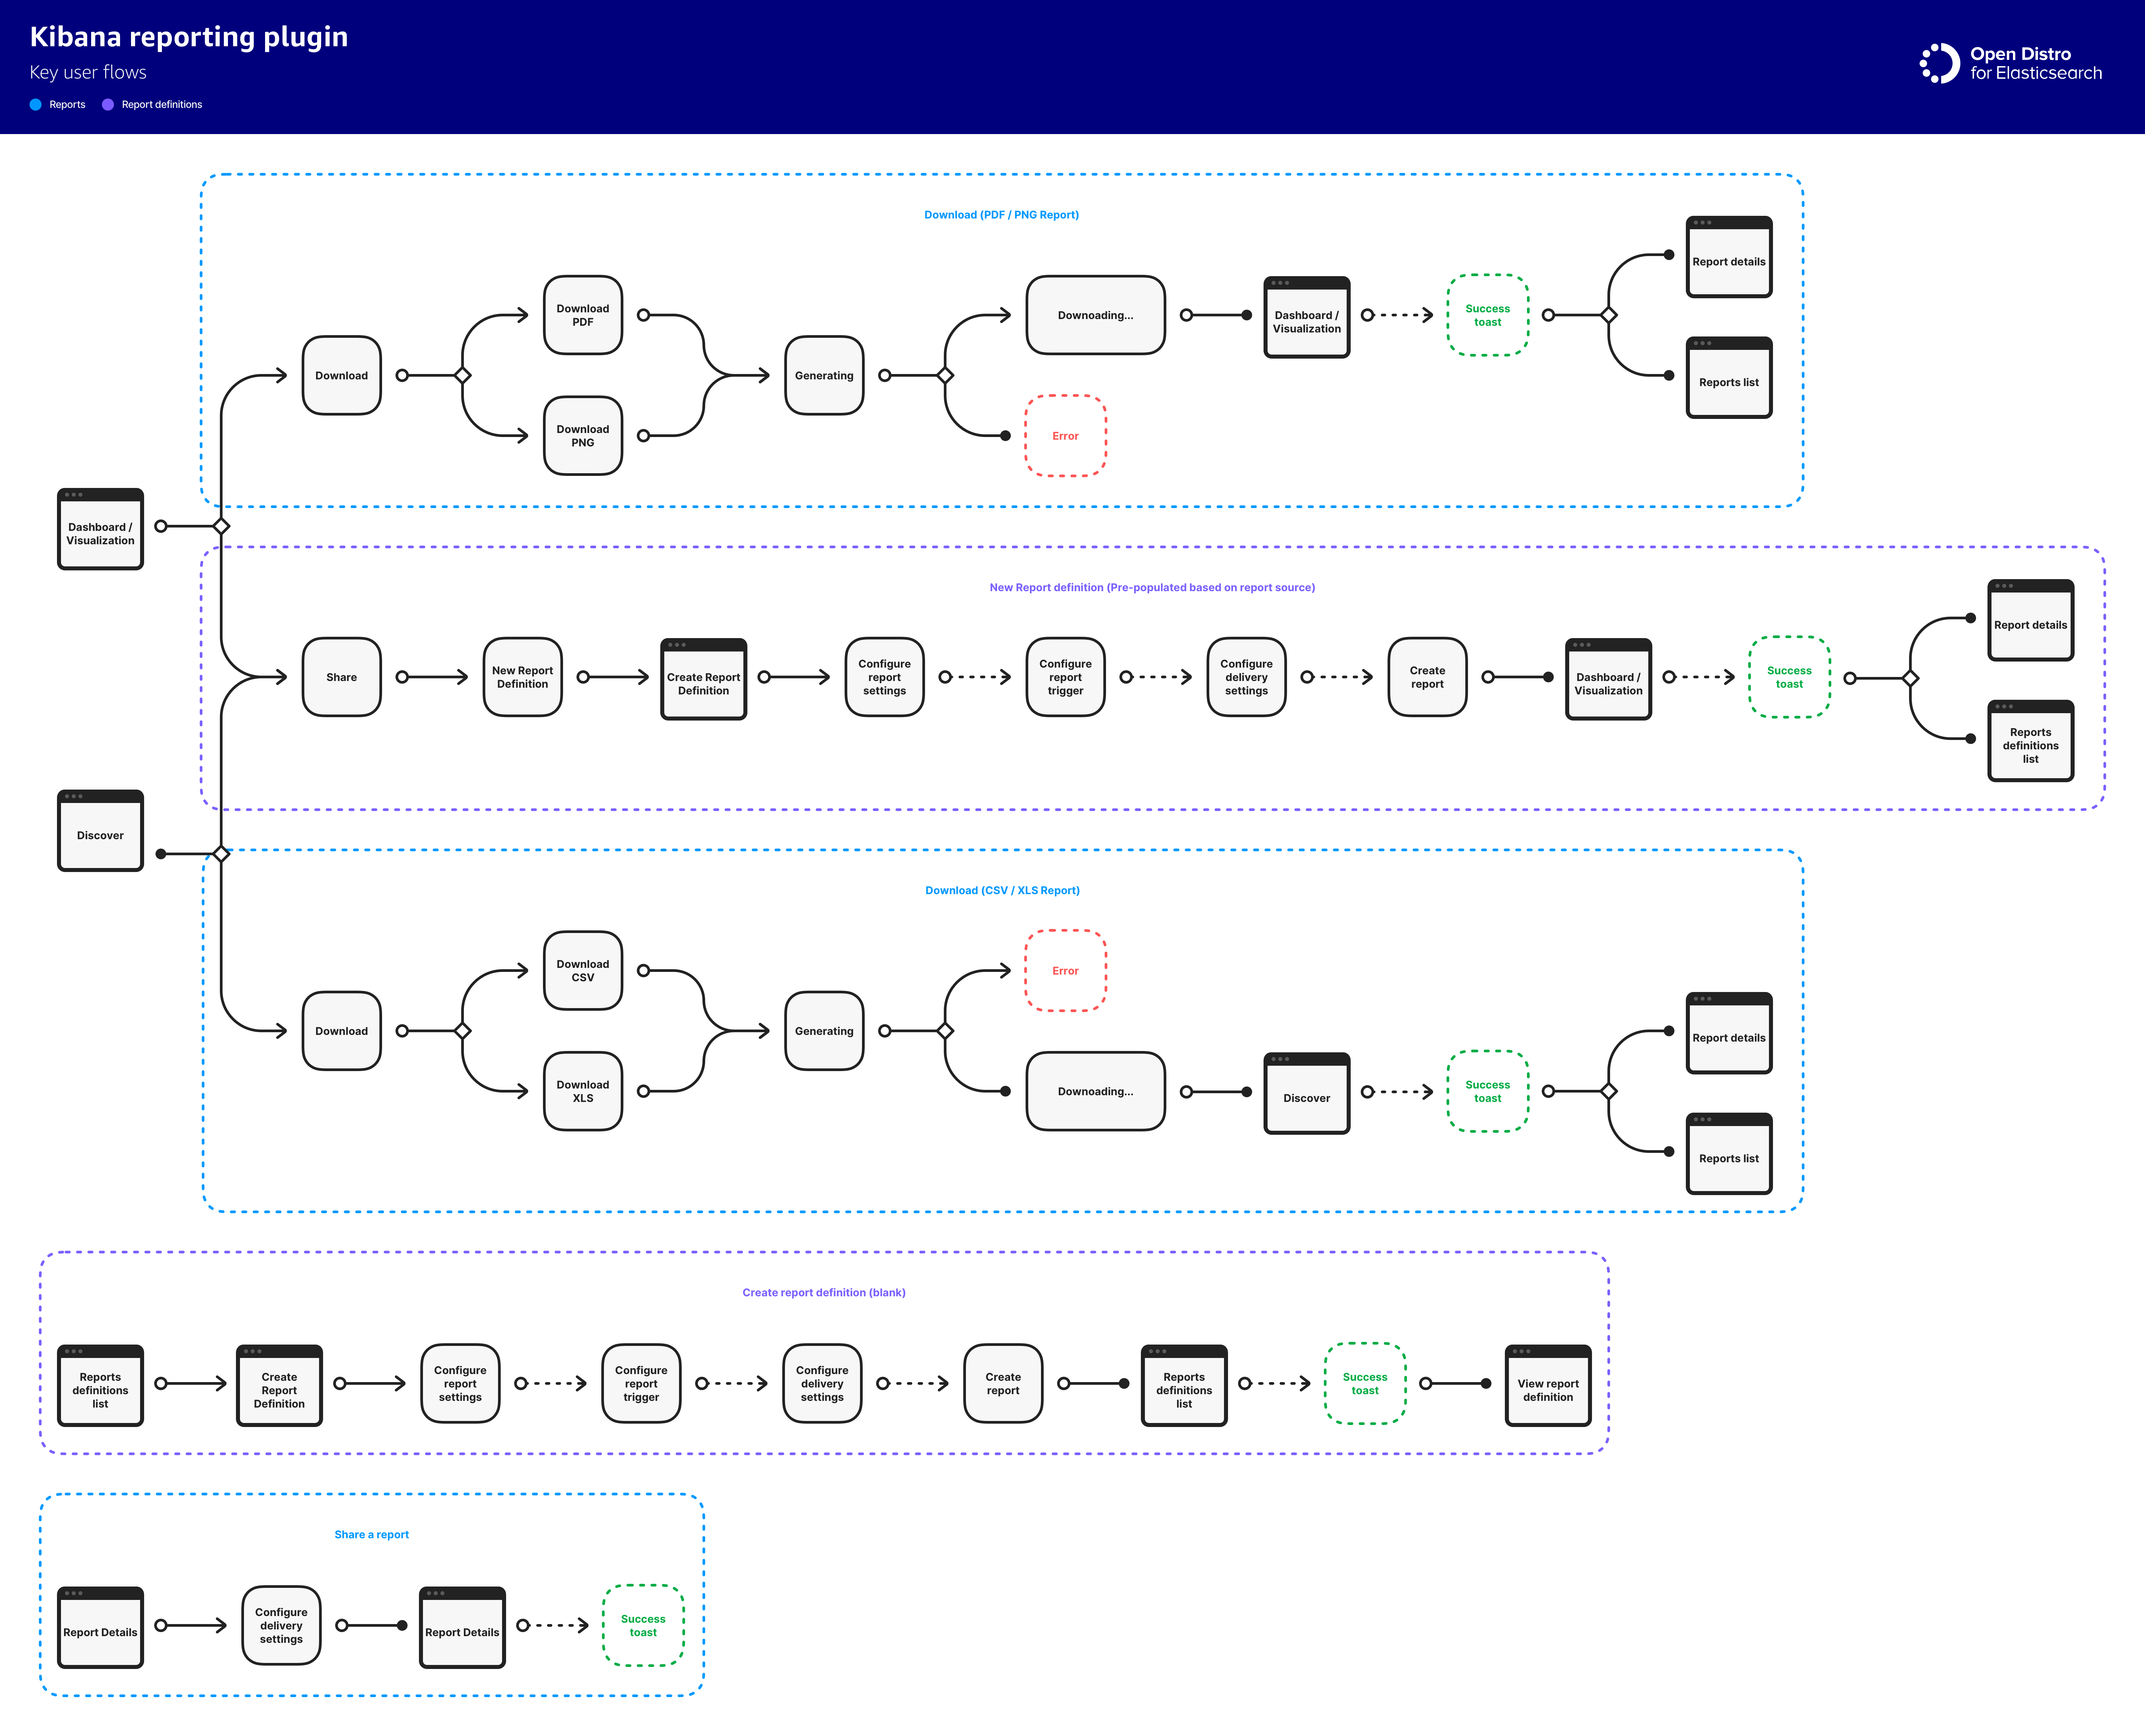 Kibana reporting plugin
Key user flows
Reports
Report definitions
Open Distro
for Elasticsearch
Download (PDF / PNG Report)
Download
Download
PDF
Download
PNG
Generating
Downoading...
Error
Dashboard /
Visualization
Success
toast
Report details
Reports list
Dashboard /
Visualization
New Report definition (Pre-populated based on report source)
Share
New Report
Definition
Create Report
Definition
Configure
report
settings
Configure
report
trigger
Configure
delivery
settings
Create
report
Dashboard /
Visualization
Success
toast
Report details
Reports
definitions
list
Discover
Download (CSV / XLS Report)
Download
Download
CSV
Download
XLS
Generating
Error
Downoading...
Discover
Success
toast
Report details
Reports list
Create report definition (blank)
Reports
definitions
list
Create
Report
Definition
Configure
report
settings
Configure
report
trigger
Configure
delivery
settings
Create
report
Reports
definitions
list
Success
toast
View report
definition
Share a report
Report Details
Configure
delivery
settings
Report Details
Success
toast